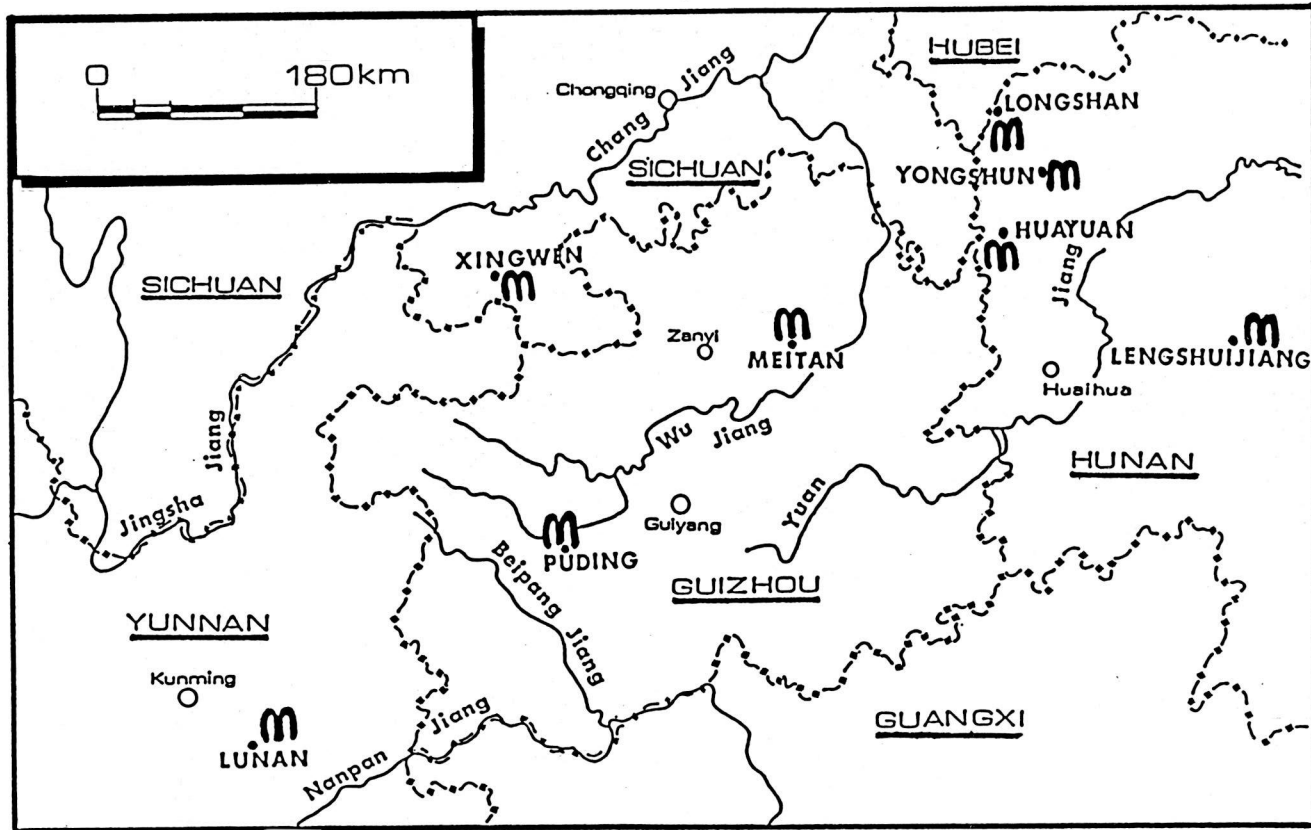 0 180km
HUBEI
Chongqing
Chang Jiang
LONGSHAN
SICHUAN
YONGSHUN
HUAYUAN
XINGWEN
SICHUAN
Jiang
Zanyi
MEITAN
LENGSHUIJIANG
Huaihua
Wu Jiang
HUNAN
Jingsha Jiang
Guiyang
Yuan
PUDING
Beipang Jiang
GUIZHOU
YUNNAN
Kunming
LUNAN
Nanpan Jiang
GUANGXI